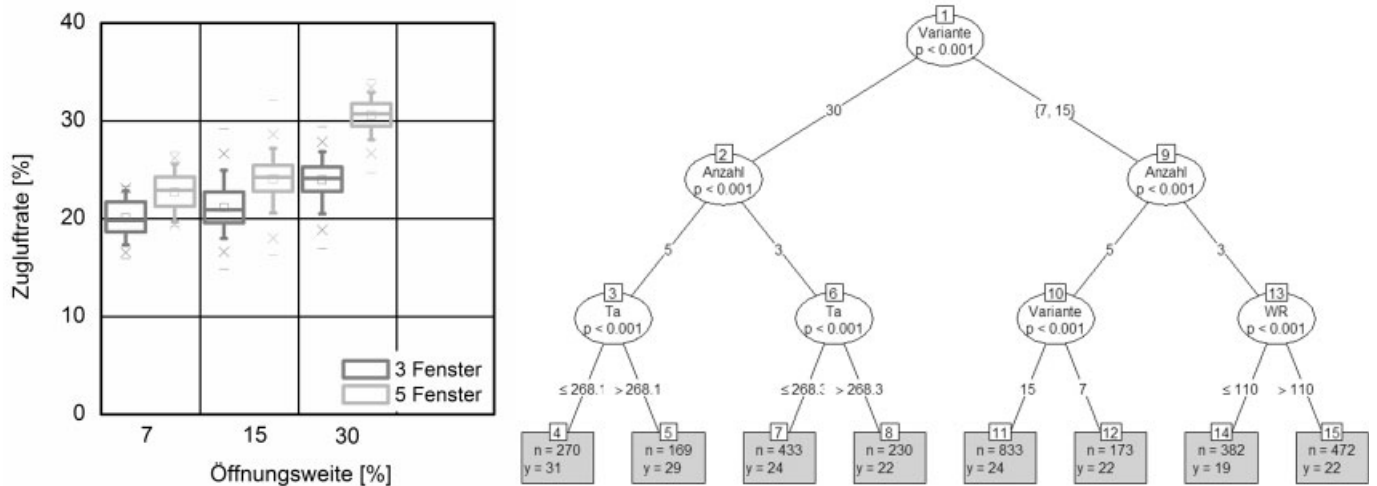 40
30
20
10
0
Zugluftrate [%]
3 Fenster
5 Fenster
7 15 30
Öffnungsweite [%]
1
Variante
p < 0.001
30
{7, 15}
2
Anzahl
p < 0.001
9
Anzahl
p < 0.001
5
3
5
3
3
Ta
p < 0.001
6
Ta
p < 0.001
10
Variante
p < 0.001
13
WR
p < 0.001
≤ 268.1
> 268.1
≤ 268.3
> 268.3
15
7
≤ 110
> 110
4
n = 270
y = 31
5
n = 169
y = 29
7
n = 433
y = 24
8
n = 230
y = 22
11
n = 833
y = 24
12
n = 173
y = 22
14
n = 382
y = 19
15
n = 472
y = 22